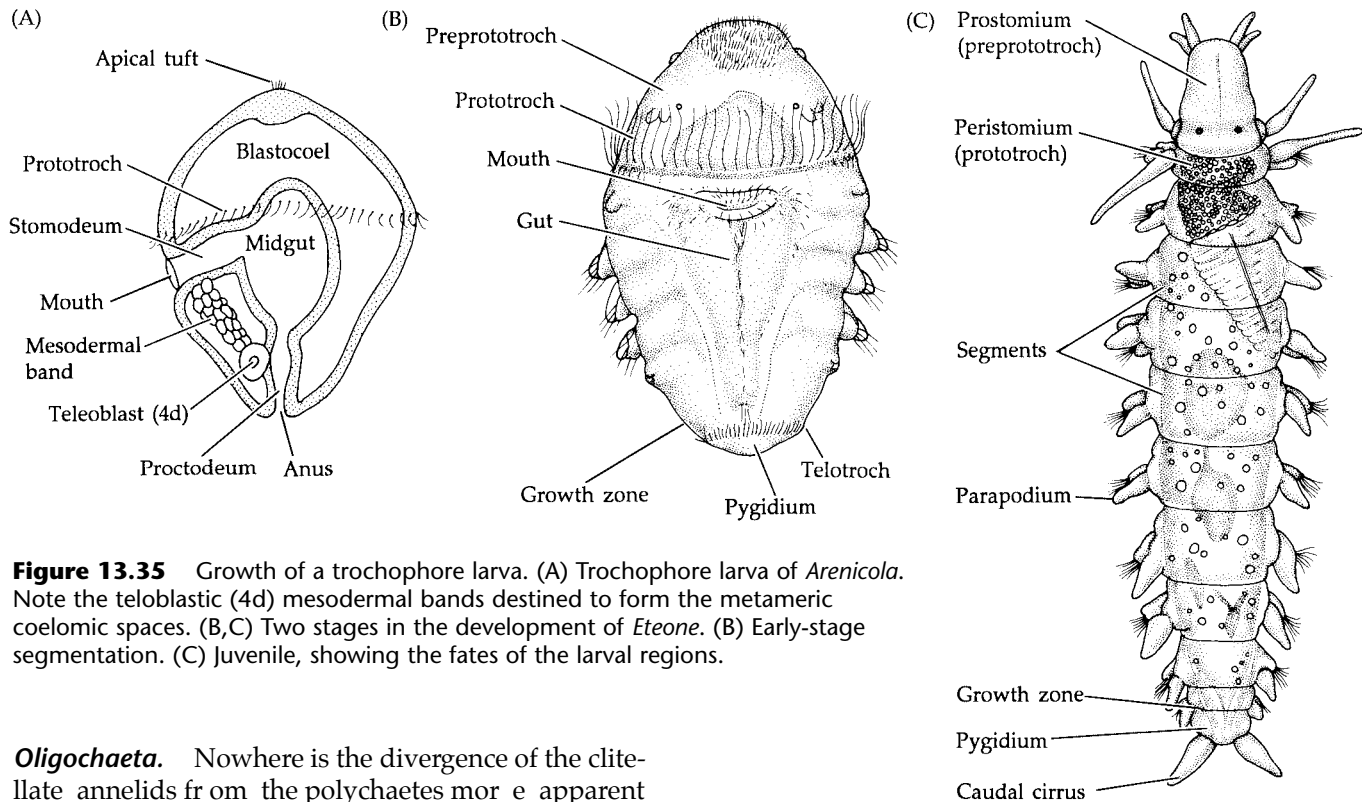 (A)
Apical tuft
Blastocoel
Prototroch
Stomodeum
Midgut
Mouth
Mesodermal
band
Teleoblast (4d)
Proctodeum
Anus
(B)
Preprototroch
Prototroch
Mouth
Gut
Growth zone
Pygidium
Telotroch
(C)
Prostomium
(preprototroch)
Peristomium
(prototroch)
Segments
Parapodium
Growth zone
Pygidium
Caudal cirrus
Figure 13.35 Growth of a trochophore larva. (A) Trochophore larva of Arenicola.
Note the teloblastic (4d) mesodermal bands destined to form the metameric
coelomic spaces. (B,C) Two stages in the development of Eteone. (B) Early-stage
segmentation. (C) Juvenile, showing the fates of the larval regions.
Oligochaeta. Nowhere is the divergence of the clite-
llate annelids fr om the polychaetes mor e apparent